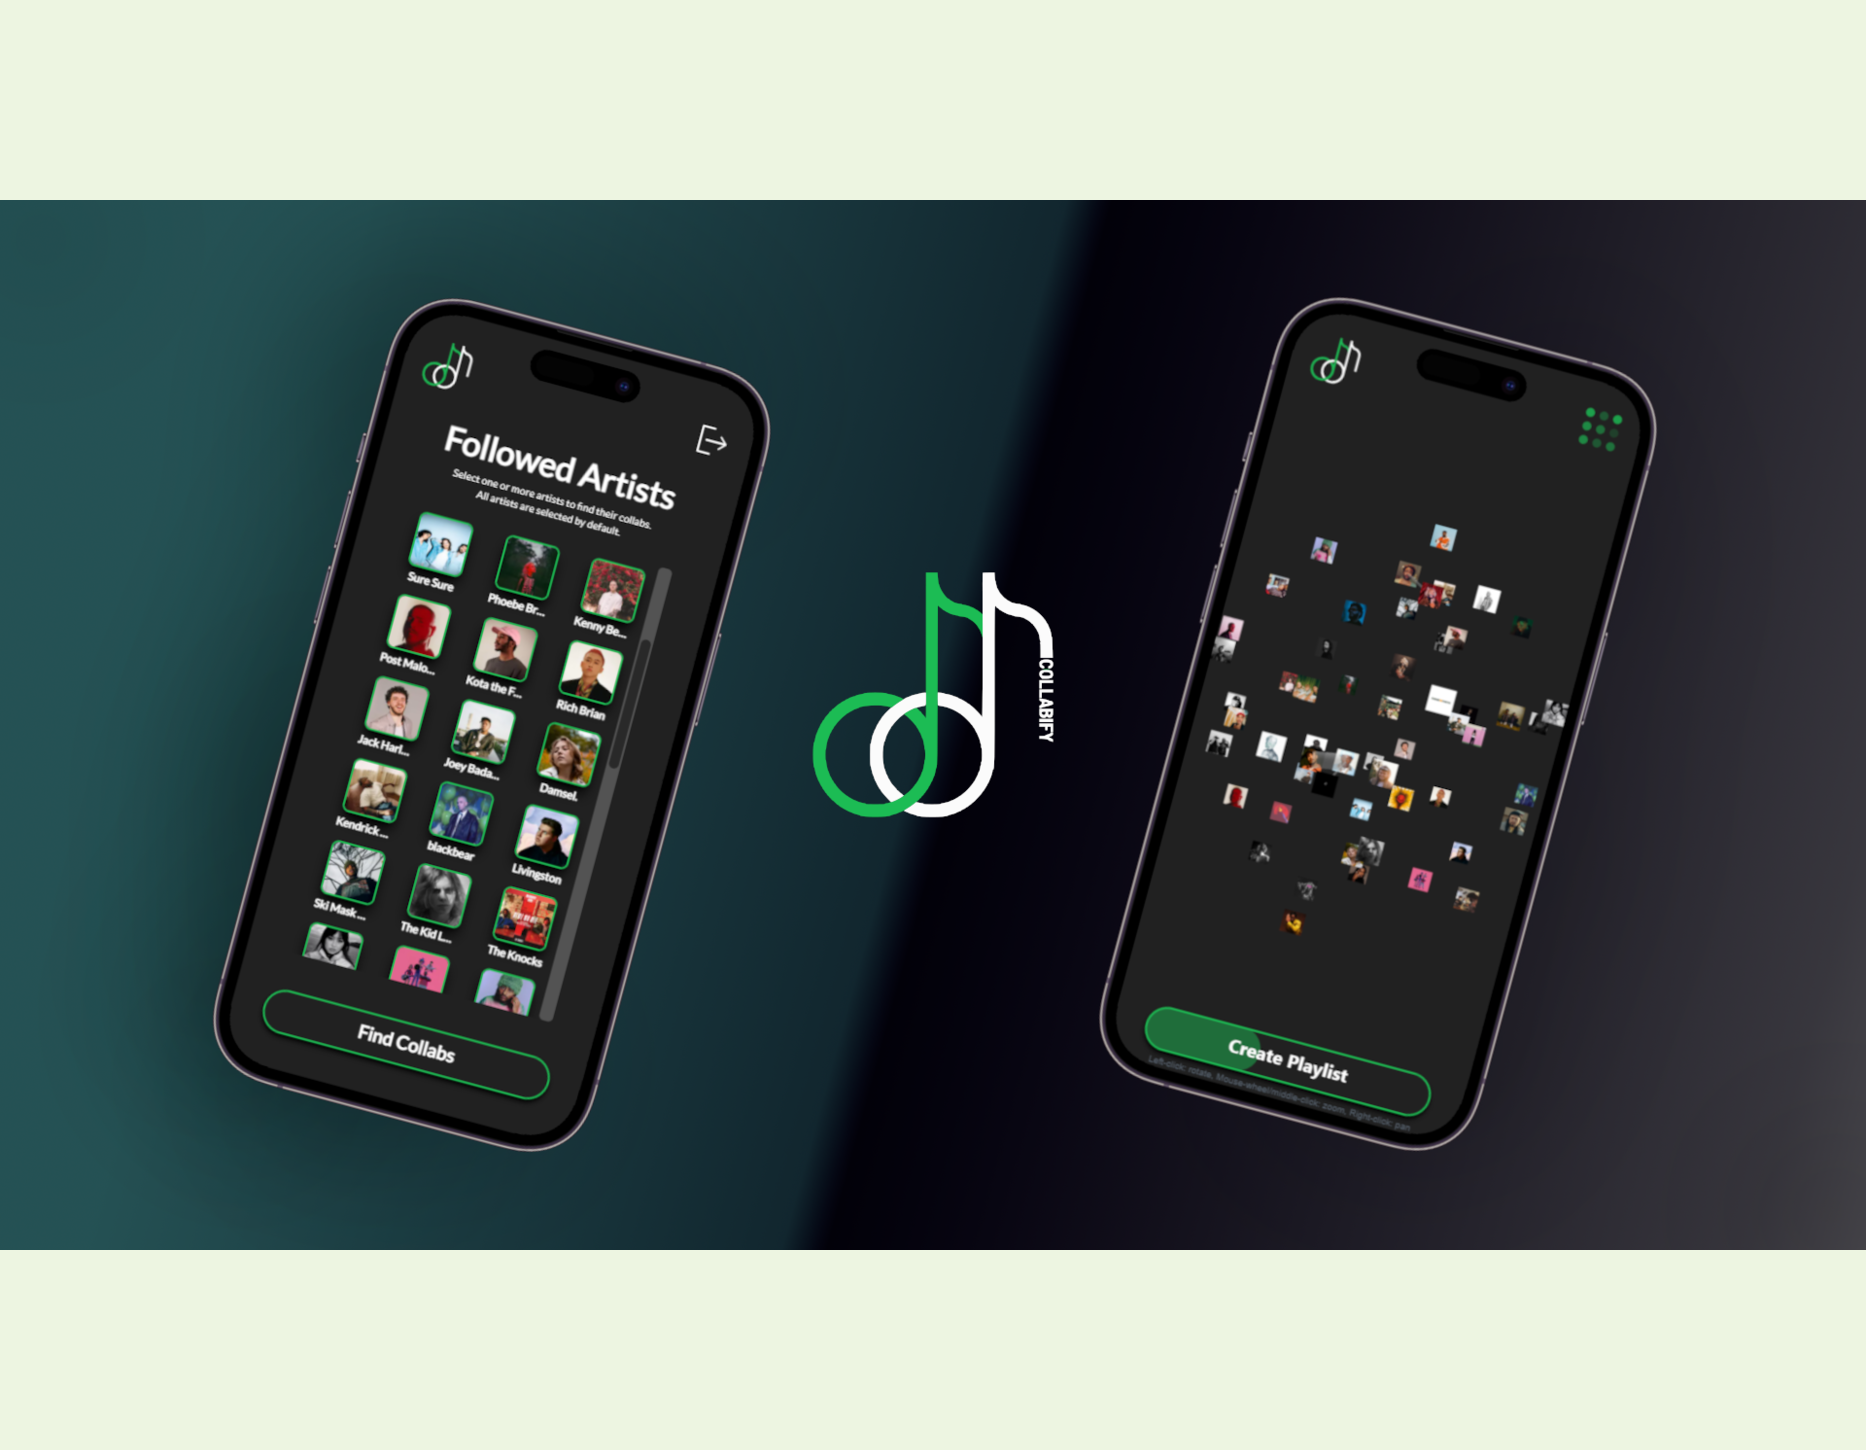 Followed Artists
Select one or more artists to find their collabs.
All artists are selected by default.
Sure Sure
Phoebe Br...
Kenny Be...
Post Malo...
Kota the F...
Rich Brian
Jack Harl...
Joey Bada...
Damsel.
Kendrick ...
blackbear
Livingston
Ski Mask ...
The Kid L...
The Knocks
Find Collabs
COLLABIFY
Create Playlist
Left-click: rotate, Mouse-wheel/middle-click: zoom, Right-click: pan